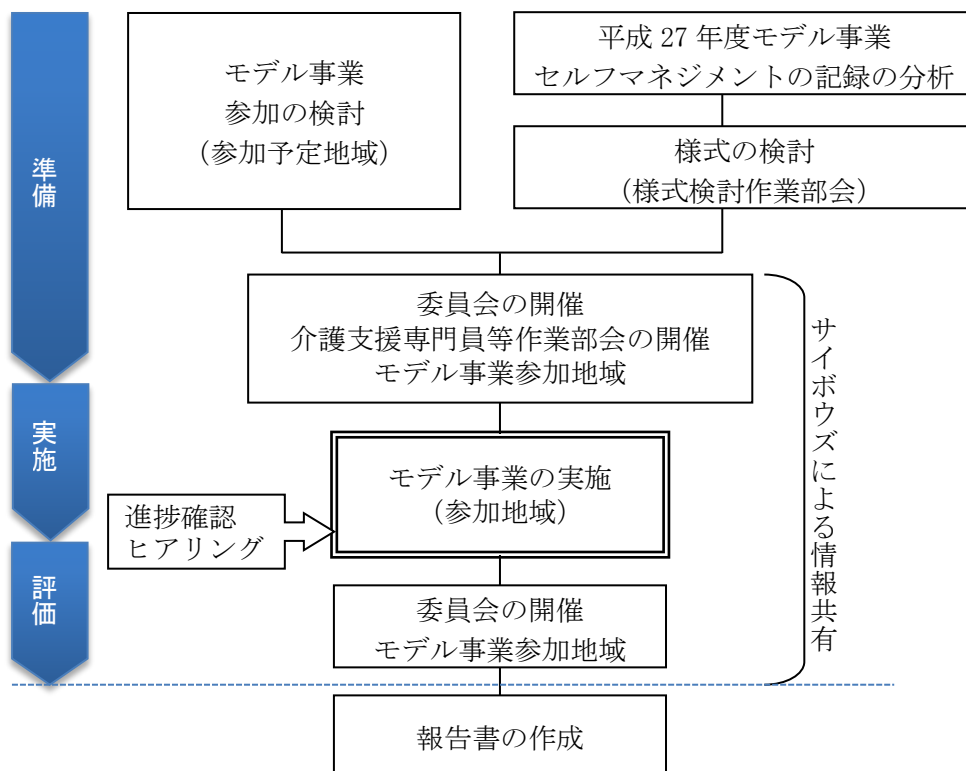 準備
モデル事業
参加の検討
（参加予定地域）
平成 27 年度モデル事業
セルフマネジメントの記録の分析
様式の検討
（様式検討作業部会）
委員会の開催
介護支援専門員等作業部会の開催
モデル事業参加地域
サイボウズによる情報共有
実施
モデル事業の実施
（参加地域）
進捗確認
ヒアリング
評価
委員会の開催
モデル事業参加地域
報告書の作成